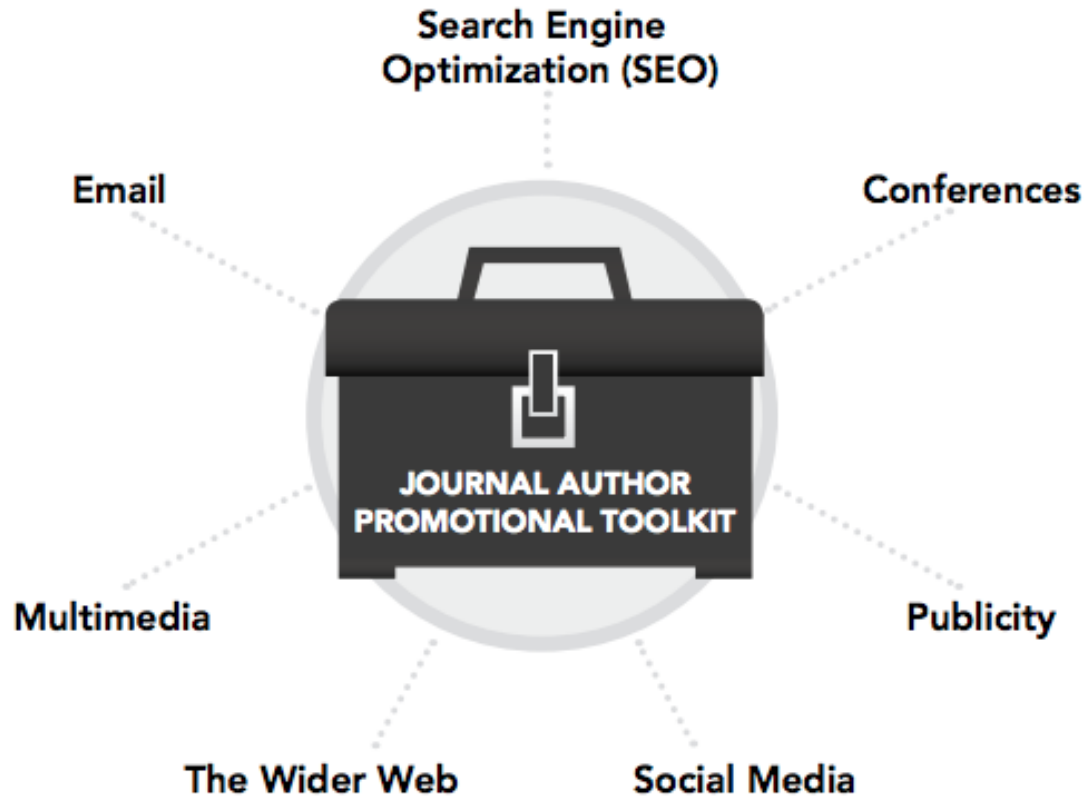 Search Engine
Optimization (SEO)
Email
Conferences
JOURNAL AUTHOR
PROMOTIONAL TOOLKIT
Multimedia
Publicity
The Wider Web
Social Media